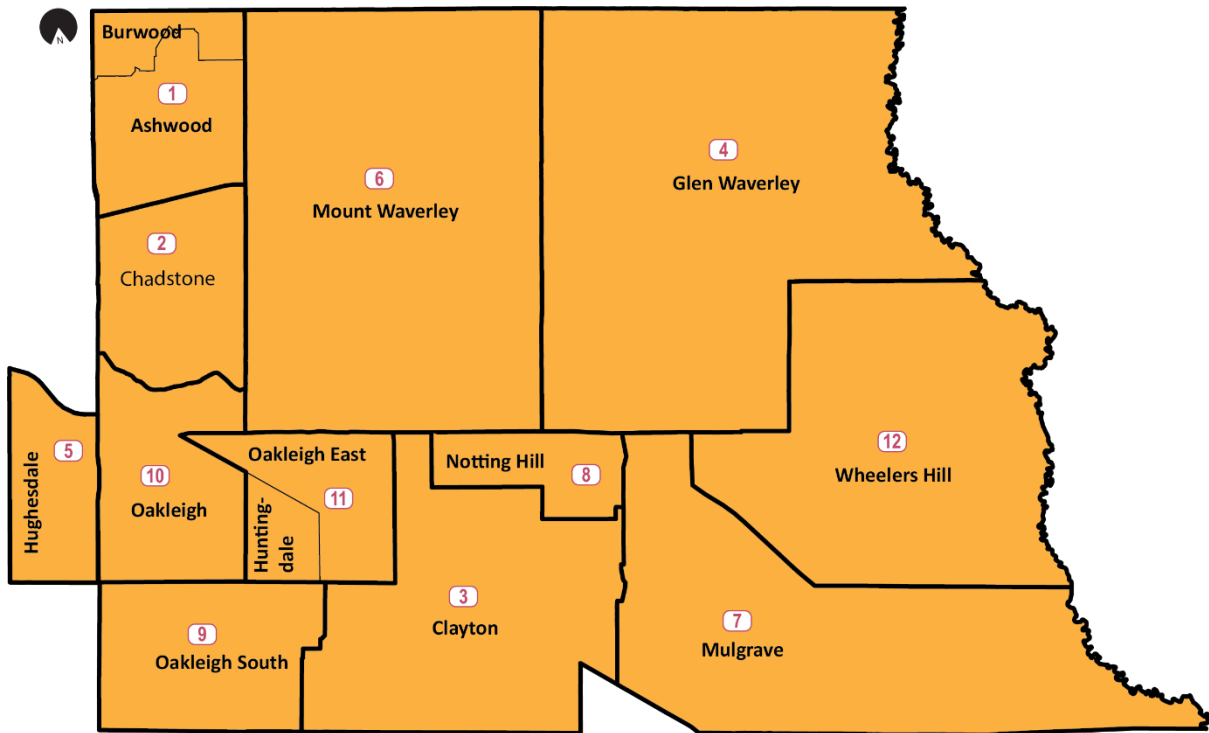 N
Burwood
1
Ashwood
4
Glen Waverley
6
Mount Waverley
2
Chadstone
5
Hughesdale
10
Oakleigh
Oakleigh East
11
Hunting-
dale
Notting Hill
8
12
Wheelers Hill
3
Clayton
7
Mulgrave
9
Oakleigh South